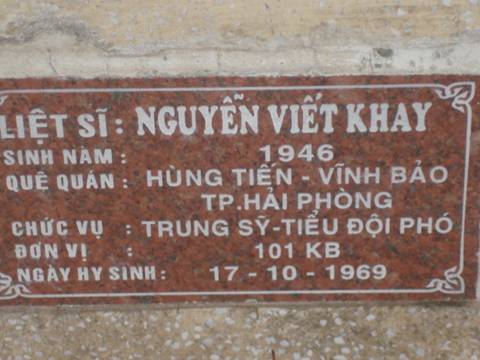 LIỆT SĨ : NGUYỄN VIẾT KHAY
SINH NĂM : 1946
QUÊ QUÁN : HÙNG TIẾN - VĨNH BẢO
TP.HẢI PHÒNG
CHỨC VỤ : TRUNG SỸ-TIỂU ĐỘI PHÓ
ĐƠN VỊ : 101 KB
NGÀY HY SINH : 17 - 10 - 1969